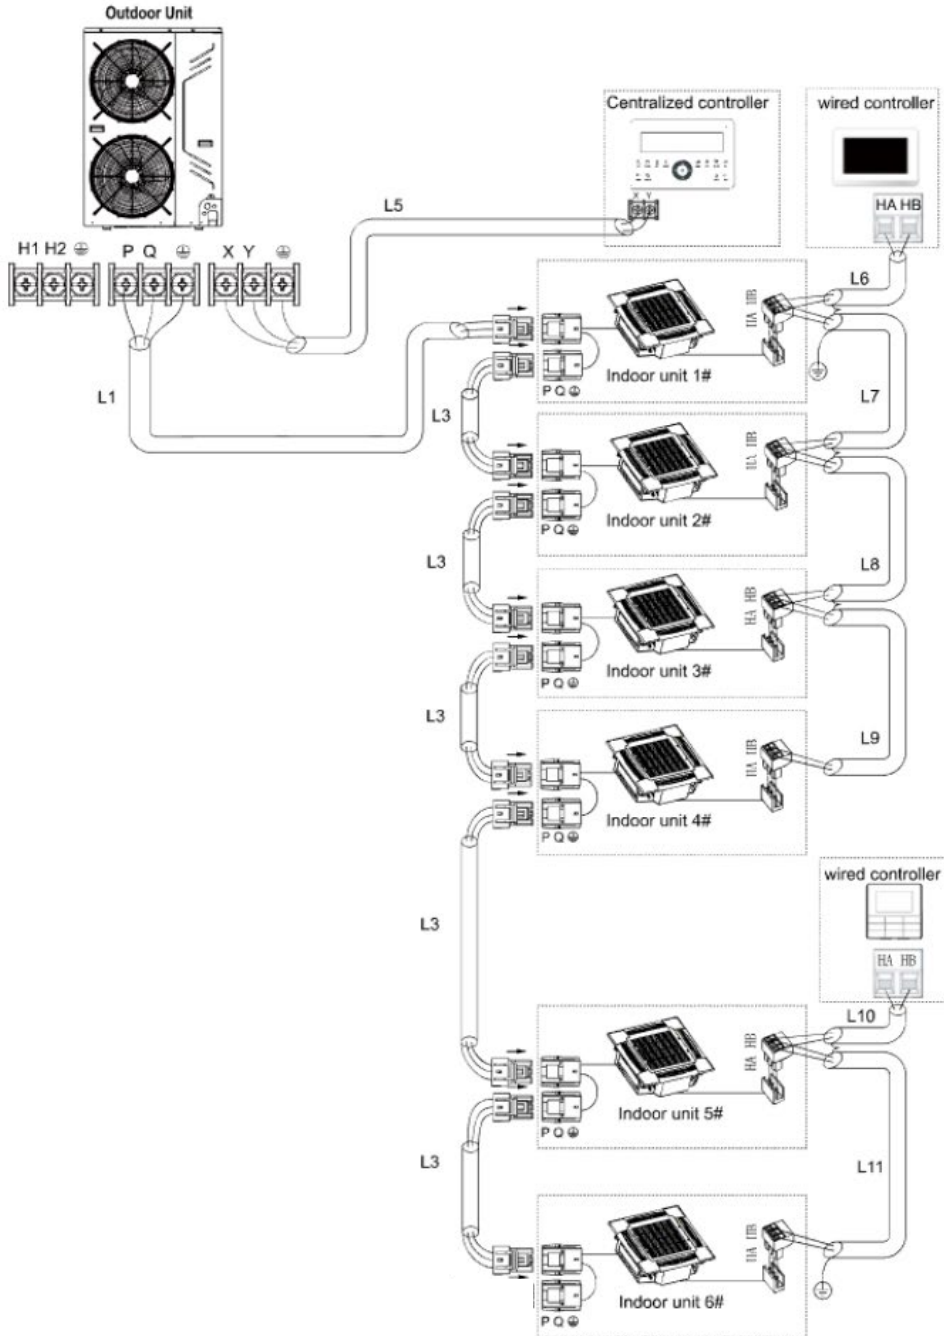 Outdoor Unit
Centralized controller
wired controller
X Y
HA HB
L5
H1 H2
P Q
X Y
L6
HA HB
Indoor unit 1#
P Q
L1
L3
L7
HA HB
Indoor unit 2#
P Q
L3
L8
HA HB
Indoor unit 3#
P Q
L3
L9
HA HB
Indoor unit 4#
P Q
wired controller
L3
HA HB
L10
HA HB
Indoor unit 5#
P Q
L3
L11
HA HB
Indoor unit 6#
P Q